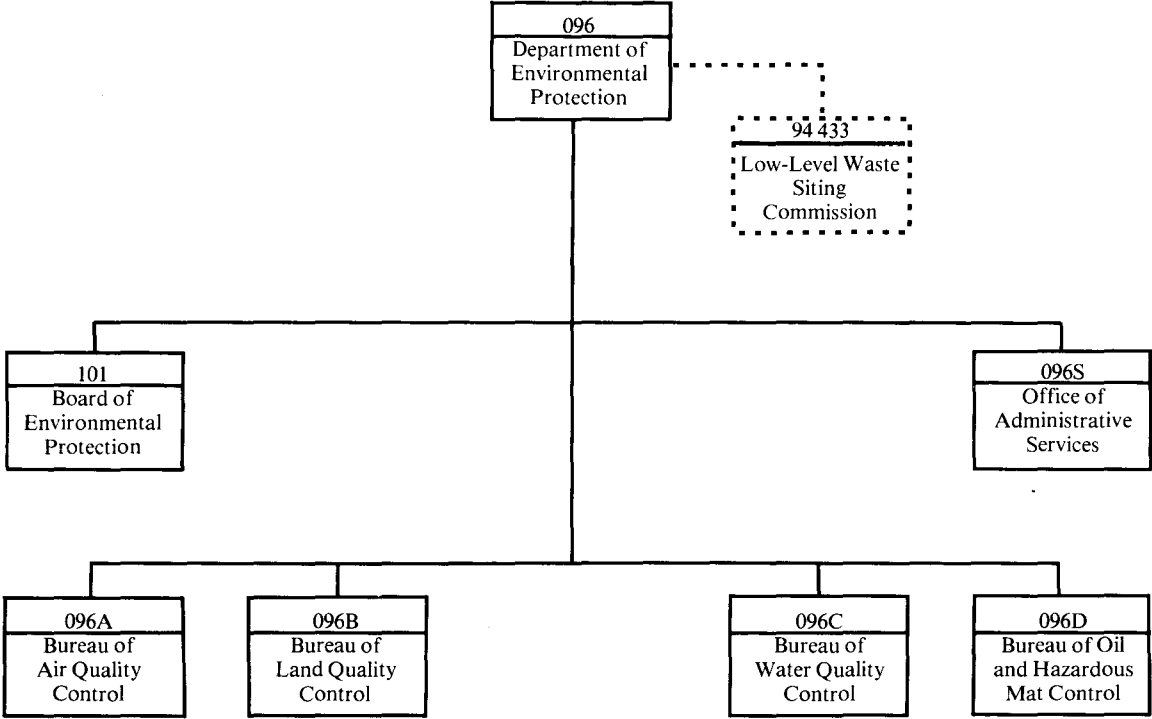 096
Department of
Environmental
Protection
94 433
Low-Level Waste
Siting
Commission
101
Board of
Environmental
Protection
096S
Office of
Administrative
Services
096A
Bureau of
Air Quality
Control
096B
Bureau of
Land Quality
Control
096C
Bureau of
Water Quality
Control
096D
Bureau of Oil
and Hazardous
Mat Control